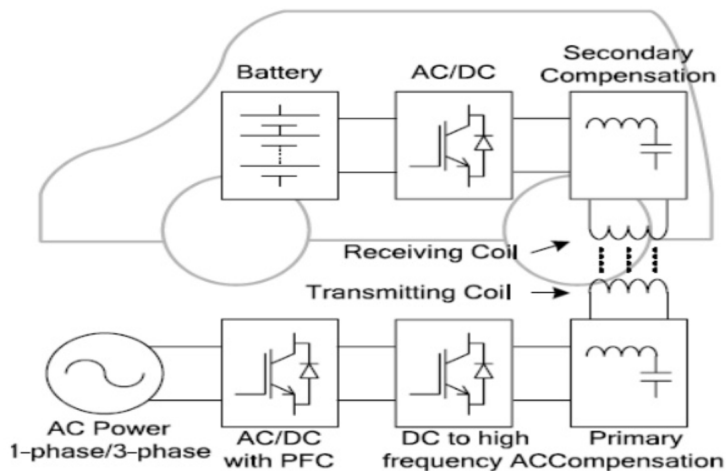 Battery
AC/DC
Secondary
Compensation
Receiving Coil
Transmitting Coil
AC Power
1-phase/3-phase
AC/DC
with PFC
DC to high
frequency AC
Primary
Compensation